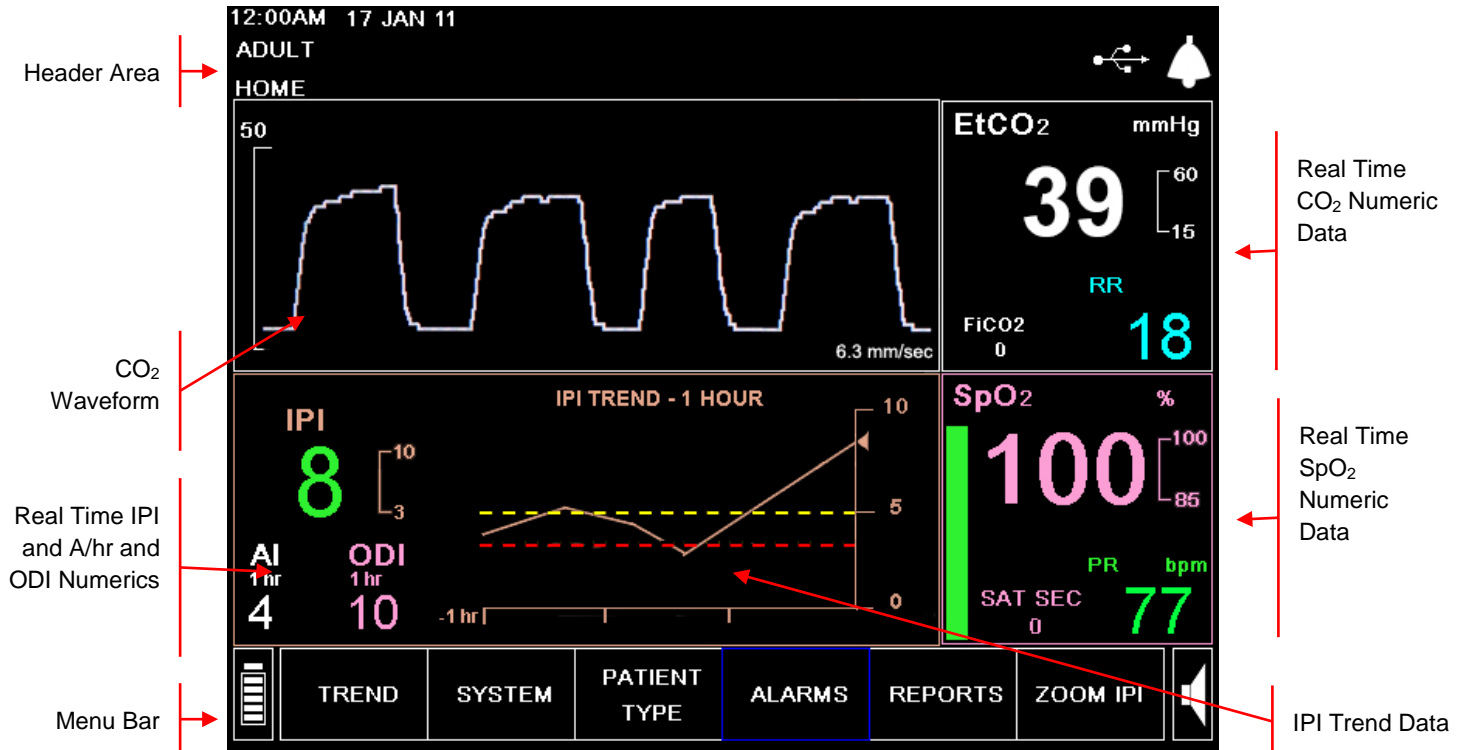 12:00AM 17 JAN 11
ADULT
HOME
Header Area
50
6.3 mm/sec
CO2
Waveform
EtCO2 mmHg
39
60
15
RR
18
FiCO2
0
Real Time
CO2 Numeric
Data
IPI
8
10
3
IPI TREND - 1 HOUR
10
5
0
-1 hr
AI
1 hr
4
ODI
1 hr
10
Real Time IPI
and A/hr and
ODI Numerics
SpO2 %
100
100
85
PR bpm
77
SAT SEC
0
Real Time
SpO2
Numeric
Data
TREND
SYSTEM
PATIENT
TYPE
ALARMS
REPORTS
ZOOM IPI
Menu Bar
IPI Trend Data